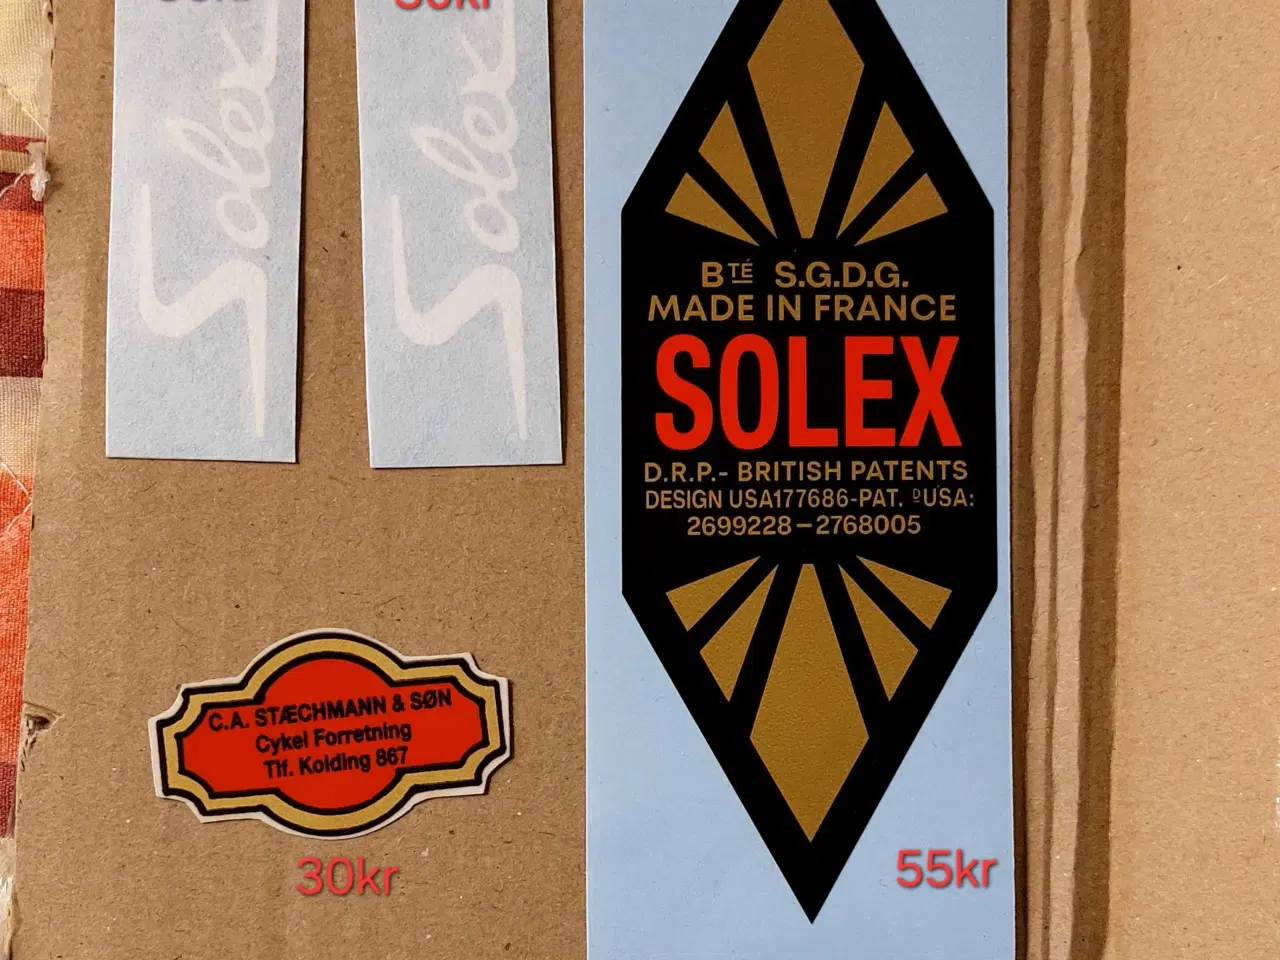 Solex
Solex
Bᵀᴱ́ S.G.D.G.
MADE IN FRANCE
SOLEX
D.R.P.- BRITISH PATENTS
DESIGN USA177686-PAT. ᴰUSA:
2699228–2768005
C.A. STÆCHMANN & SØN
Cykel Forretning
Tlf. Kolding 867
30kr
55kr